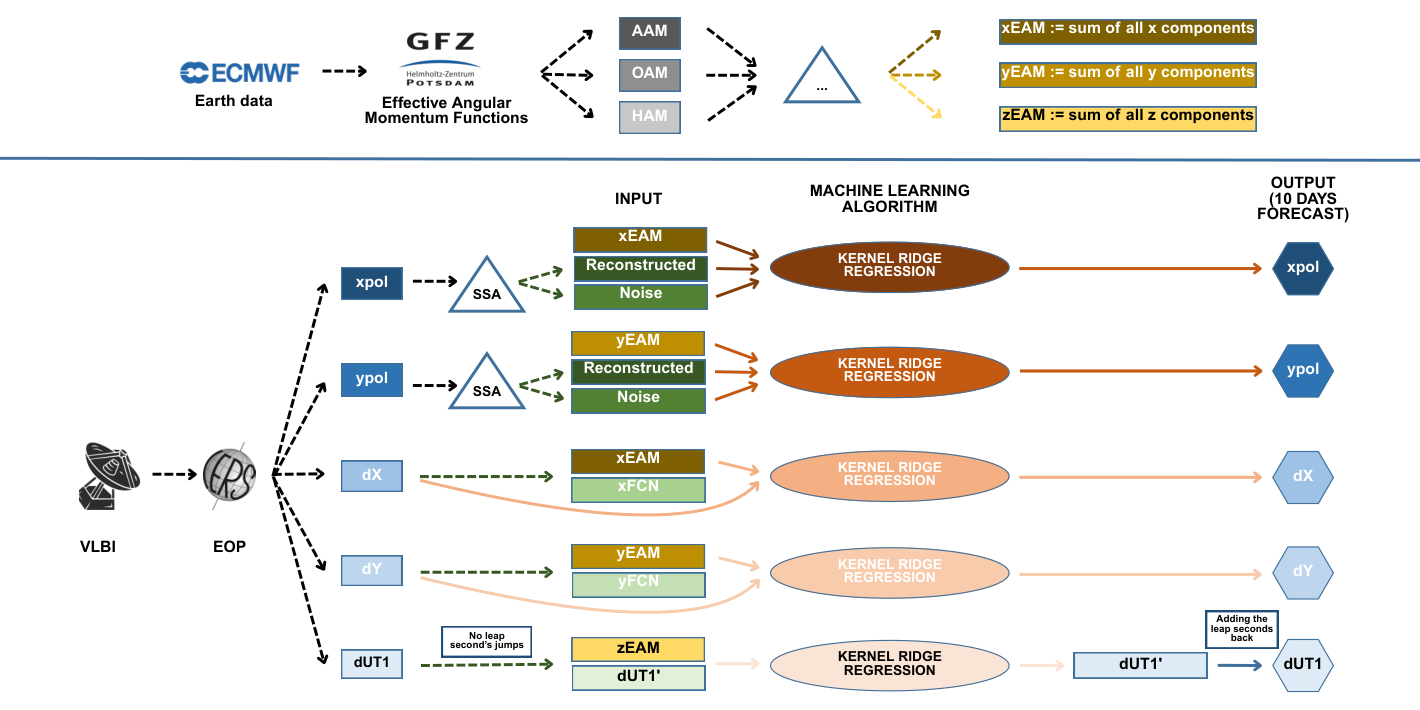 ECMWF
Earth data
GFZ
Helmholtz-Zentrum
POTSDAM
Effective Angular
Momentum Functions
AAM
OAM
HAM
...
xEAM := sum of all x components
yEAM := sum of all y components
zEAM := sum of all z components
INPUT
MACHINE LEARNING
ALGORITHM
OUTPUT
(10 DAYS
FORECAST)
xpol
SSA
xEAM
Reconstructed
Noise
KERNEL RIDGE
REGRESSION
xpol
ypol
SSA
yEAM
Reconstructed
Noise
KERNEL RIDGE
REGRESSION
ypol
VLBI
IERS
EOP
dX
xEAM
xFCN
KERNEL RIDGE
REGRESSION
dX
dY
yEAM
yFCN
KERNEL RIDGE
REGRESSION
dY
dUT1
No leap
second's jumps
zEAM
dUT1'
KERNEL RIDGE
REGRESSION
dUT1'
Adding the
leap seconds
back
dUT1